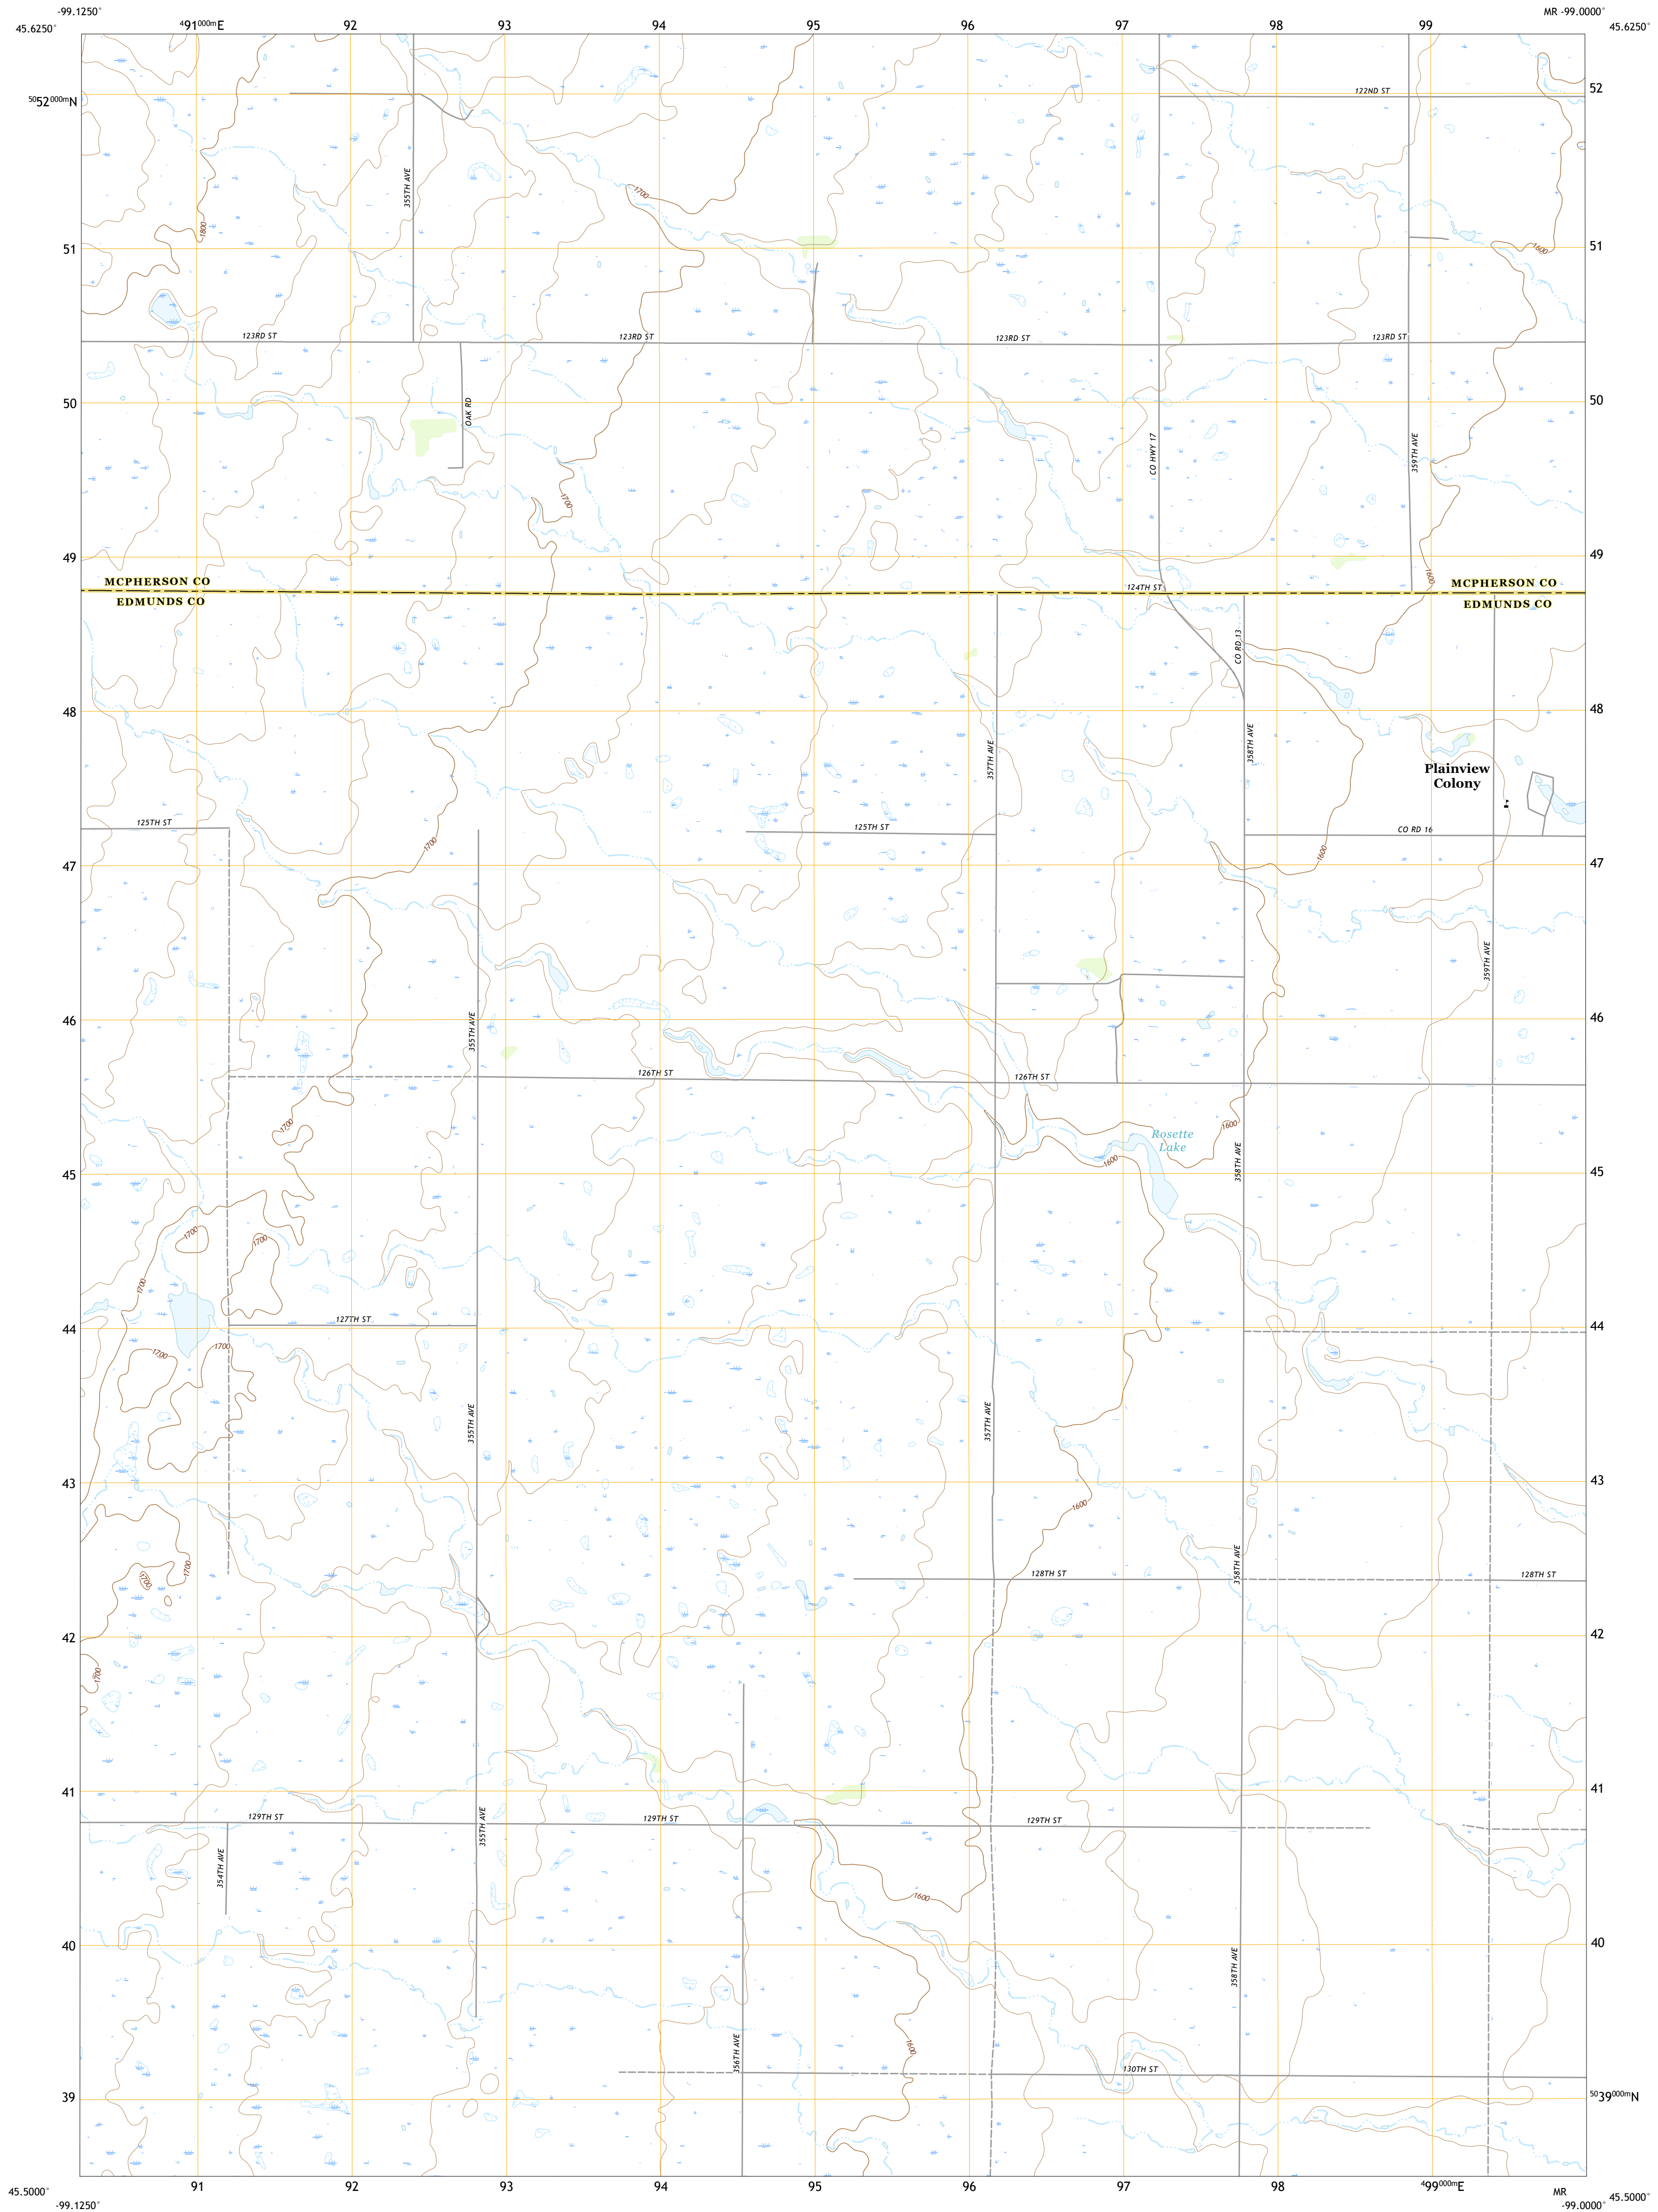 -99.1250°
MR -99.0000°
45.6250°
491000mE
92
93
94
95
96
97
98
99
45.6250°
5052000mN
52
122ND ST
355TH AVE
1700
1800
51
51
1600
123RD ST
123RD ST
123RD ST
123RD ST
50
50
OAK RD
CO HWY 17
359TH AVE
1700
49
49
1600
MCPHERSON CO
124TH ST
MCPHERSON CO
EDMUNDS CO
EDMUNDS CO
CO RD 13
48
48
357TH AVE
358TH AVE
Plainview
Colony
125TH ST
125TH ST
CO RD 16
1700
1600
47
47
359TH AVE
46
46
355TH AVE
126TH ST
126TH ST
1700
1600
Rosette
Lake
1600
358TH AVE
45
45
1700
1700
1700
127TH ST
44
44
1700
1700
355TH AVE
357TH AVE
43
43
1600
1700
1700
128TH ST
358TH AVE
128TH ST
42
42
1700
41
41
129TH ST
355TH AVE
129TH ST
129TH ST
354TH AVE
1600
40
40
358TH AVE
356TH AVE
1600
130TH ST
39
5039000mN
45.5000°
91
92
93
94
95
96
97
98
499000mE
MR
45.5000°
-99.1250°
-99.0000°